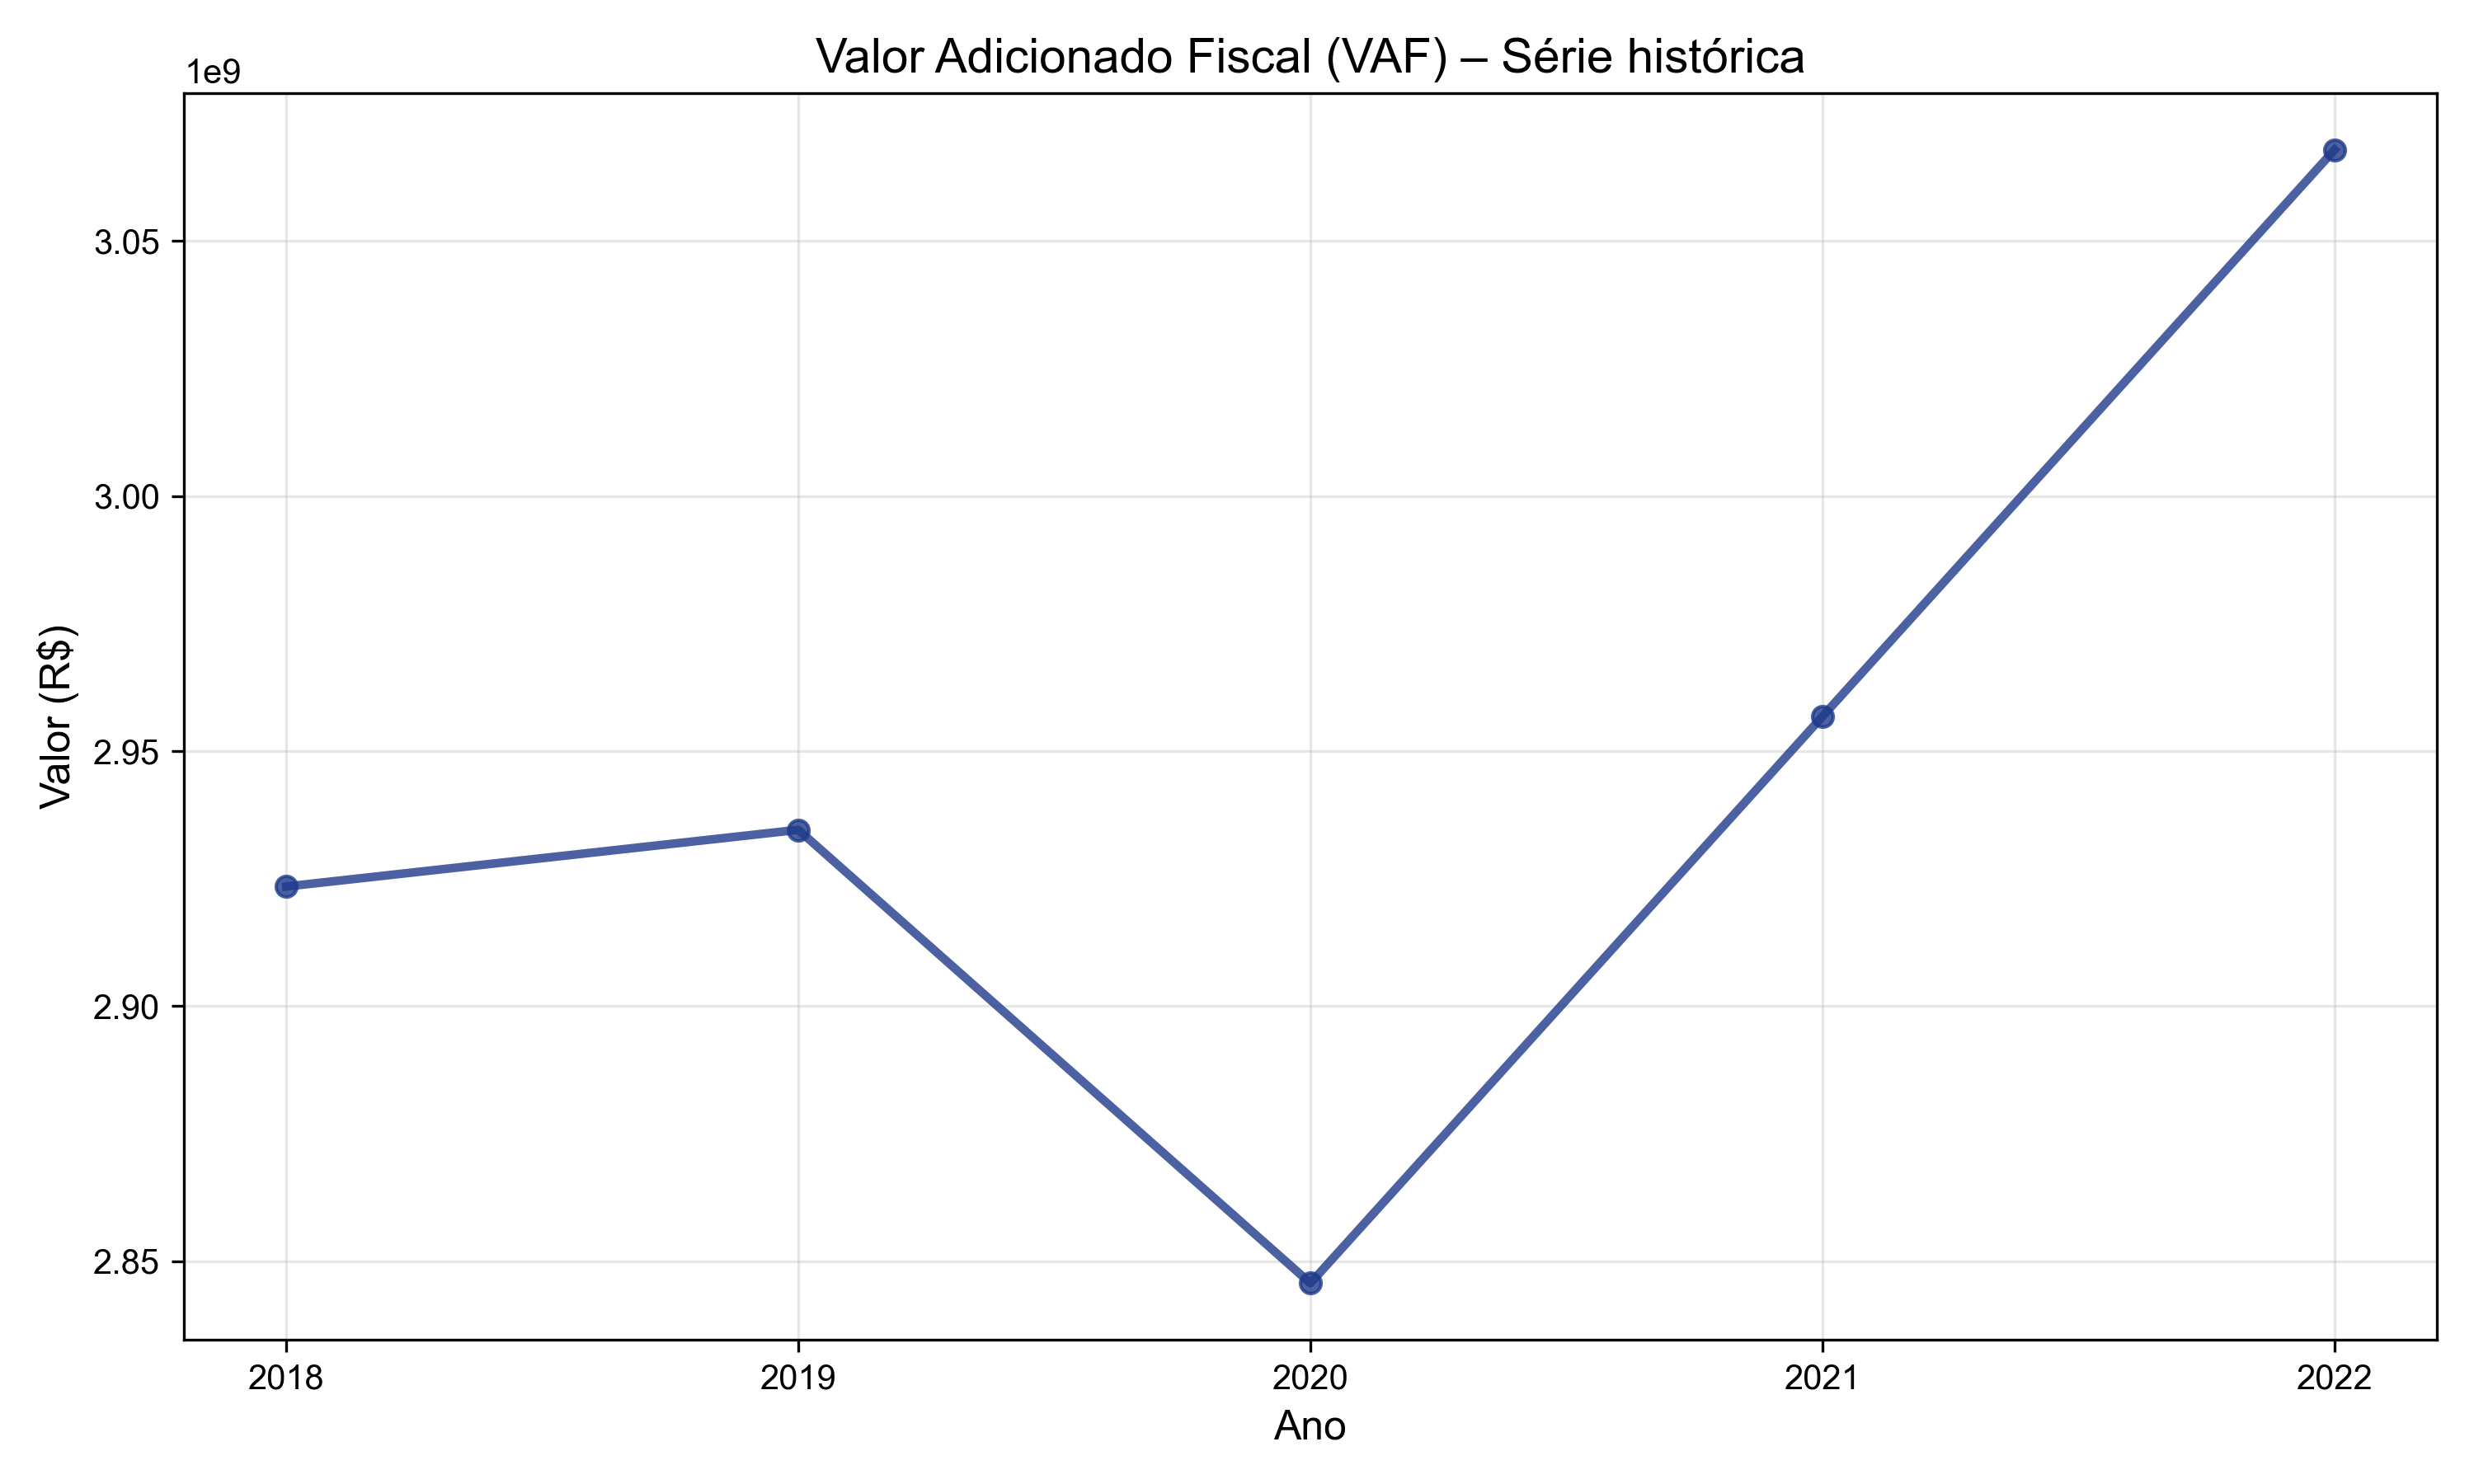 Valor Adicionado Fiscal (VAF) – Série histórica
1e9
3.05
3.00
2.95
2.90
2.85
Valor (R$)
2018 2019 2020 2021 2022
Ano